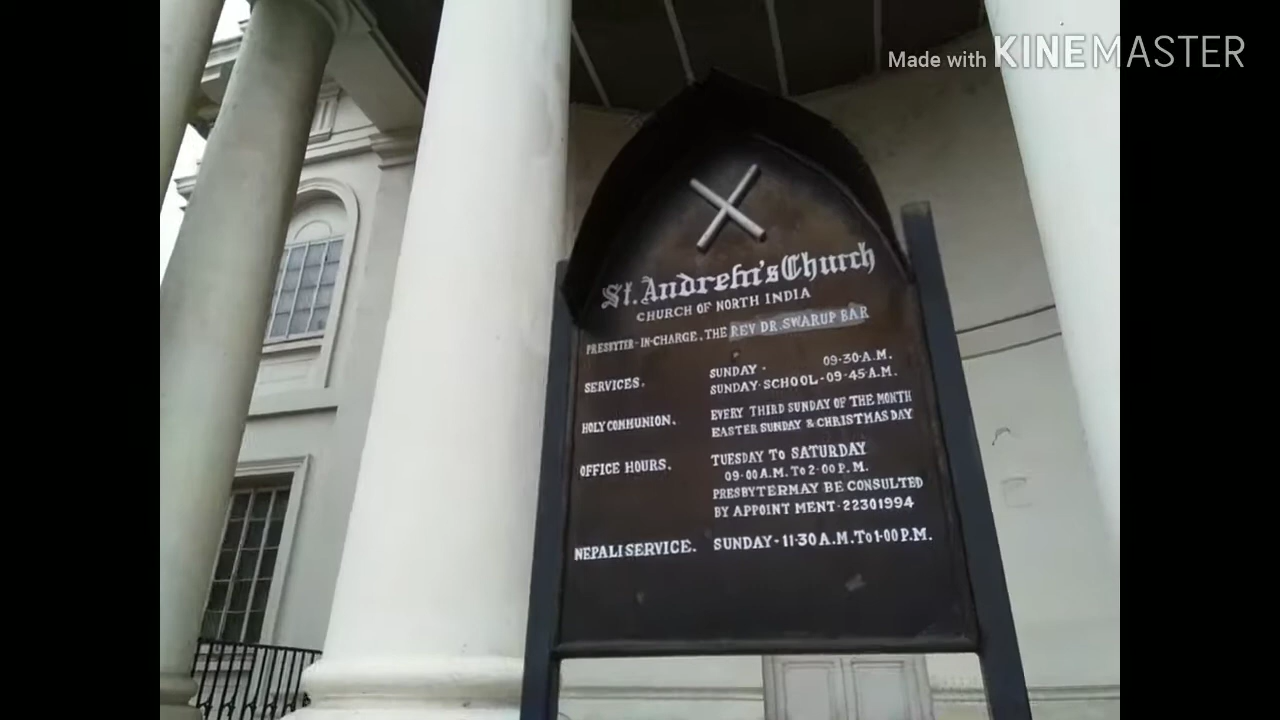 Made with KINEMASTER
St. Andrew's Church
CHURCH OF NORTH INDIA
PRESBYTER-IN-CHARGE, THE REV DR. SWARUP BAR
SERVICES. SUNDAY - 09-30-A.M.
SUNDAY-SCHOOL-09-45-A.M.
HOLY COMMUNION. EVERY THIRD SUNDAY OF THE MONTH
EASTER SUNDAY & CHRISTMAS DAY
OFFICE HOURS. TUESDAY TO SATURDAY
09-00 A.M. To 2-00 P.M.
PRESBYTERMAY BE CONSULTED
BY APPOINT MENT-22301994
NEPALI SERVICE. SUNDAY-11-30 A.M. To 1-00 P.M.